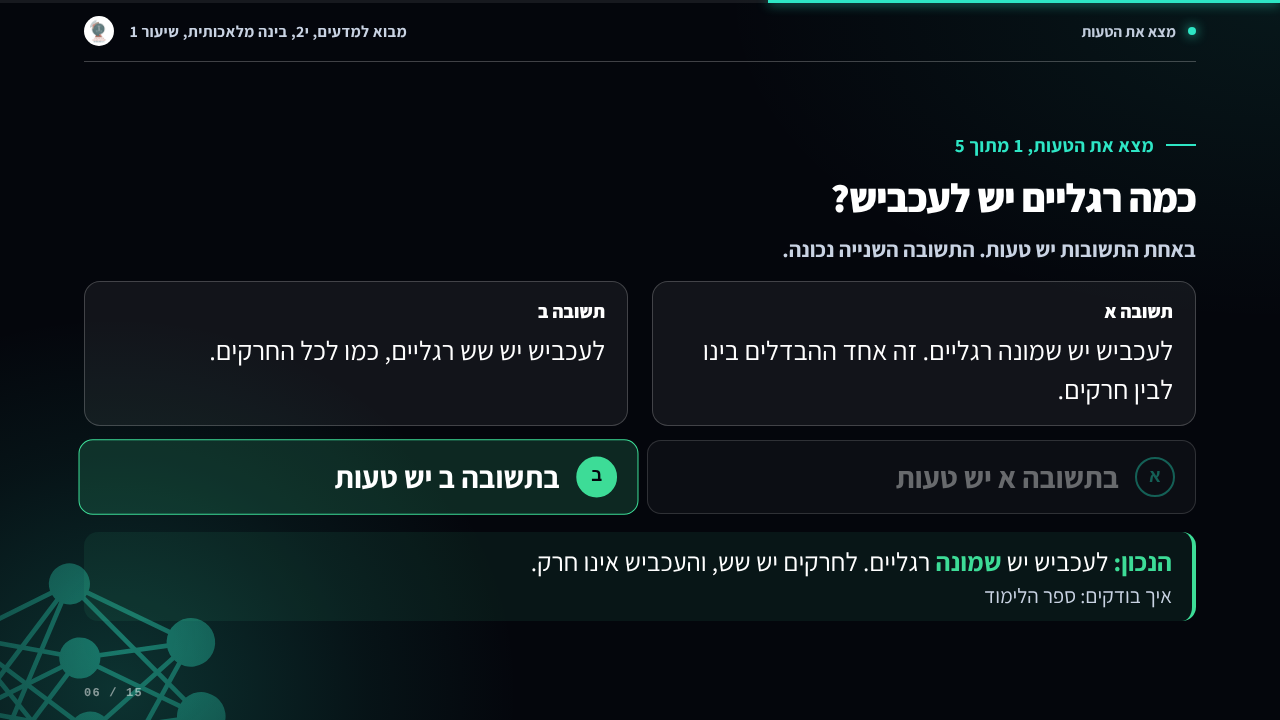 מצא את הטעות
מבוא למדעים, י2, בינה מלאכותית, שיעור 1
מצא את הטעות, 1 מתוך 5
כמה רגליים יש לעכביש?
באחת התשובות יש טעות. התשובה השנייה נכונה.
תשובה א
לעכביש יש שמונה רגליים. זה אחד ההבדלים בינו
לבין חרקים.
תשובה ב
לעכביש יש שש רגליים, כמו לכל החרקים.
א
בתשובה א יש טעות
ב
בתשובה ב יש טעות
הנכון: לעכביש יש שמונה רגליים. לחרקים יש שש, והעכביש אינו חרק.
איך בודקים: ספר הלימוד
06 / 15